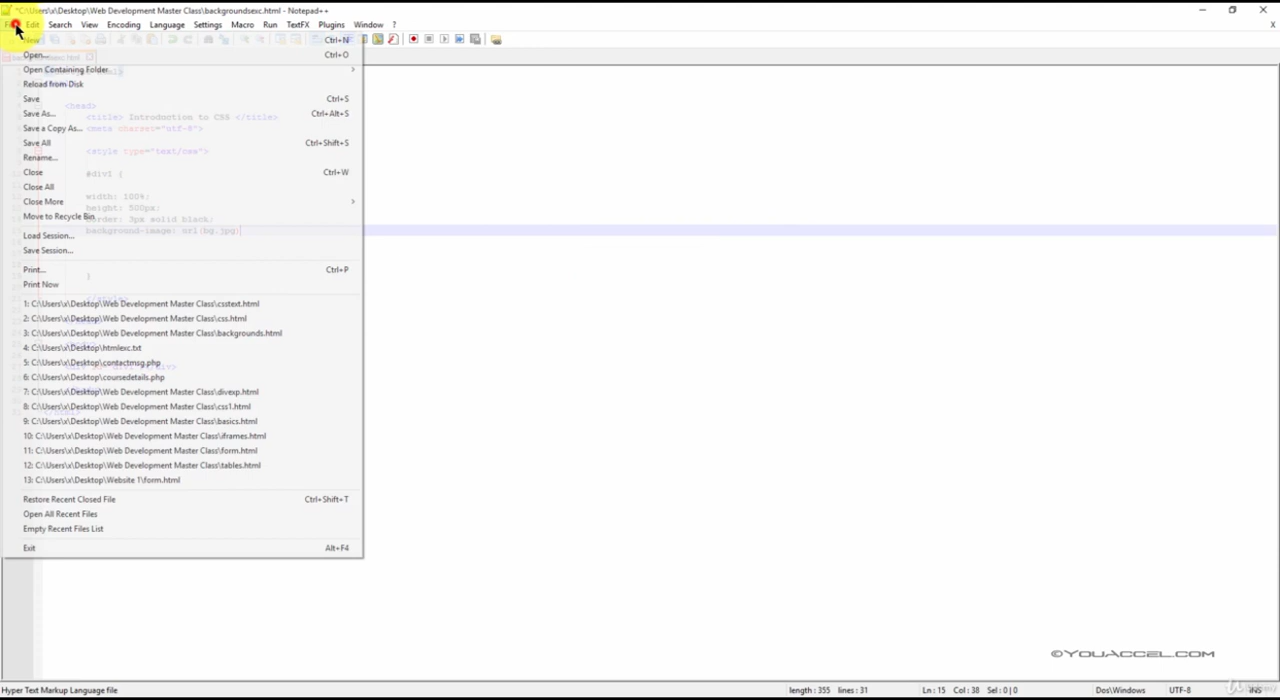 *C:\Users\x\Desktop\Web Development Master Class\backgroundsexc.html - Notepad++
Edit Search View Encoding Language Settings Macro Run TextFX Plugins Window ? X
New Ctrl+N
Open... Ctrl+O
Open Containing Folder >
Reload from Disk
Save Ctrl+S
<head>
Save As... Ctrl+Alt+S
<title> Introduction to CSS </title>
Save a Copy As... <meta charset="utf-8">
Save All Ctrl+Shift+S
<style type="text/css">
Rename...
Close Ctrl+W
#div1 {
Close All
width: 100%;
Close More >
height: 500px;
Move to Recycle Bin
border: 3px solid black;
background-image: url(bg.jpg)
Load Session...
Save Session...
Print... Ctrl+P
}
Print Now
1: C:\Users\x\Desktop\Web Development Master Class\csstext.html
2: C:\Users\x\Desktop\Web Development Master Class\css.html
3: C:\Users\x\Desktop\Web Development Master Class\backgrounds.html
4: C:\Users\x\Desktop\htmlexc.txt
5: C:\Users\x\Desktop\contactmsg.php
6: C:\Users\x\Desktop\coursedetails.php
7: C:\Users\x\Desktop\Web Development Master Class\divexp.html
8: C:\Users\x\Desktop\Web Development Master Class\css1.html
9: C:\Users\x\Desktop\Web Development Master Class\basics.html
10: C:\Users\x\Desktop\Web Development Master Class\iframes.html
11: C:\Users\x\Desktop\Web Development Master Class\form.html
12: C:\Users\x\Desktop\Web Development Master Class\tables.html
13: C:\Users\x\Desktop\Website 1\form.html
Restore Recent Closed File Ctrl+Shift+T
Open All Recent Files
Empty Recent Files List
Exit Alt+F4
©YOUACCEL.COM
Hyper Text Markup Language file length : 355 lines : 31 Ln : 15 Col : 38 Sel : 0 | 0 Dos\Windows UTF-8 INS